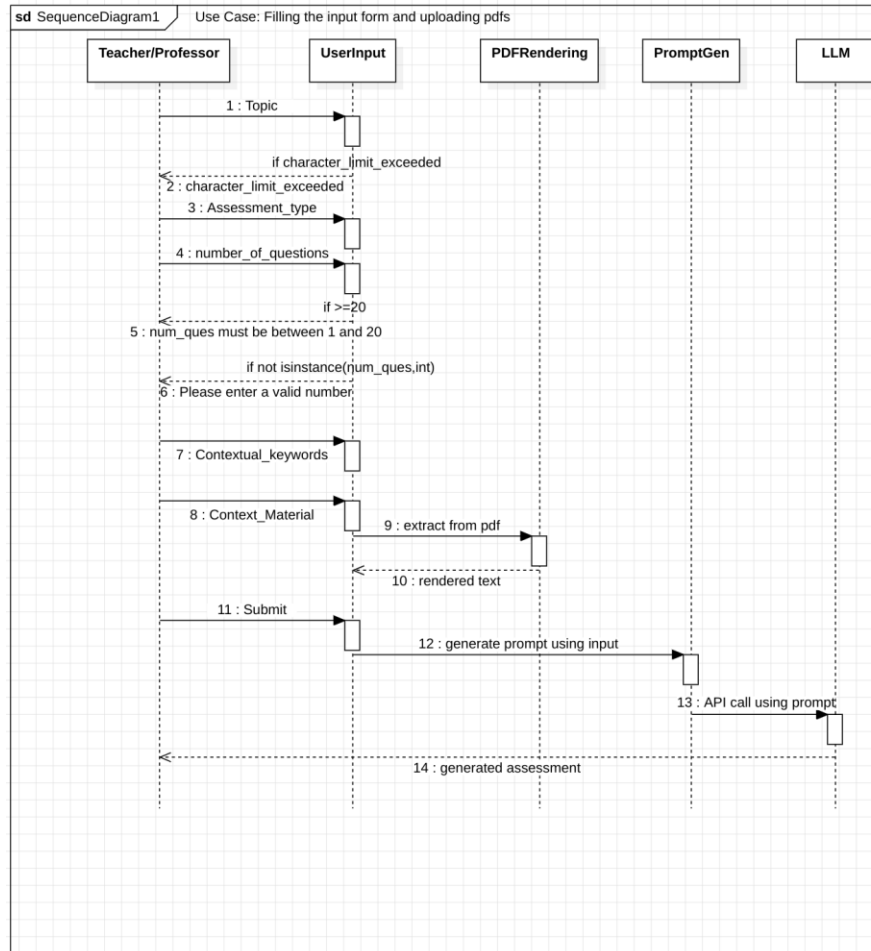 sd SequenceDiagram1
Use Case: Filling the input form and uploading pdfs
Teacher/Professor
UserInput
PDFRendering
PromptGen
LLM
1 : Topic
if character_limit_exceeded
2 : character_limit_exceeded
3 : Assessment_type
4 : number_of_questions
if >=20
5 : num_ques must be between 1 and 20
if not isinstance(num_ques,int)
6 : Please enter a valid number
7 : Contextual_keywords
8 : Context_Material
9 : extract from pdf
10 : rendered text
11 : Submit
12 : generate prompt using input
13 : API call using prompt
14 : generated assessment